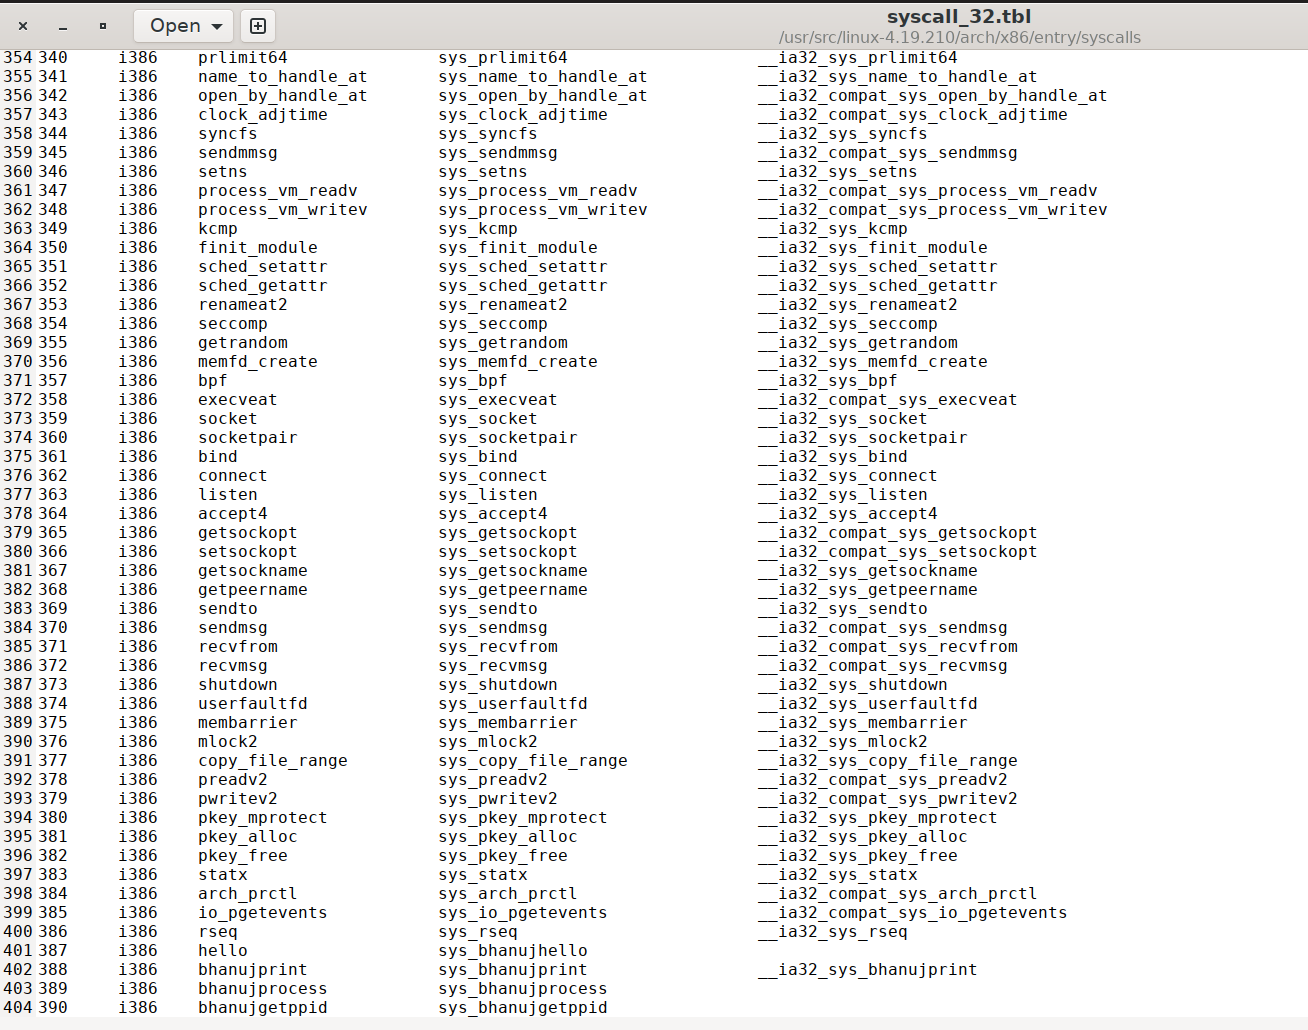 Open
syscall_32.tbl
/usr/src/linux-4.19.210/arch/x86/entry/syscalls
354 340 i386 prlimit64 sys_prlimit64 __ia32_sys_prlimit64
355 341 i386 name_to_handle_at sys_name_to_handle_at __ia32_sys_name_to_handle_at
356 342 i386 open_by_handle_at sys_open_by_handle_at __ia32_compat_sys_open_by_handle_at
357 343 i386 clock_adjtime sys_clock_adjtime __ia32_compat_sys_clock_adjtime
358 344 i386 syncfs sys_syncfs __ia32_sys_syncfs
359 345 i386 sendmmsg sys_sendmmsg __ia32_compat_sys_sendmmsg
360 346 i386 setns sys_setns __ia32_sys_setns
361 347 i386 process_vm_readv sys_process_vm_readv __ia32_compat_sys_process_vm_readv
362 348 i386 process_vm_writev sys_process_vm_writev __ia32_compat_sys_process_vm_writev
363 349 i386 kcmp sys_kcmp __ia32_sys_kcmp
364 350 i386 finit_module sys_finit_module __ia32_sys_finit_module
365 351 i386 sched_setattr sys_sched_setattr __ia32_sys_sched_setattr
366 352 i386 sched_getattr sys_sched_getattr __ia32_sys_sched_getattr
367 353 i386 renameat2 sys_renameat2 __ia32_sys_renameat2
368 354 i386 seccomp sys_seccomp __ia32_sys_seccomp
369 355 i386 getrandom sys_getrandom __ia32_sys_getrandom
370 356 i386 memfd_create sys_memfd_create __ia32_sys_memfd_create
371 357 i386 bpf sys_bpf __ia32_sys_bpf
372 358 i386 execveat sys_execveat __ia32_compat_sys_execveat
373 359 i386 socket sys_socket __ia32_sys_socket
374 360 i386 socketpair sys_socketpair __ia32_sys_socketpair
375 361 i386 bind sys_bind __ia32_sys_bind
376 362 i386 connect sys_connect __ia32_sys_connect
377 363 i386 listen sys_listen __ia32_sys_listen
378 364 i386 accept4 sys_accept4 __ia32_sys_accept4
379 365 i386 getsockopt sys_getsockopt __ia32_compat_sys_getsockopt
380 366 i386 setsockopt sys_setsockopt __ia32_compat_sys_setsockopt
381 367 i386 getsockname sys_getsockname __ia32_sys_getsockname
382 368 i386 getpeername sys_getpeername __ia32_sys_getpeername
383 369 i386 sendto sys_sendto __ia32_sys_sendto
384 370 i386 sendmsg sys_sendmsg __ia32_compat_sys_sendmsg
385 371 i386 recvfrom sys_recvfrom __ia32_compat_sys_recvfrom
386 372 i386 recvmsg sys_recvmsg __ia32_compat_sys_recvmsg
387 373 i386 shutdown sys_shutdown __ia32_sys_shutdown
388 374 i386 userfaultfd sys_userfaultfd __ia32_sys_userfaultfd
389 375 i386 membarrier sys_membarrier __ia32_sys_membarrier
390 376 i386 mlock2 sys_mlock2 __ia32_sys_mlock2
391 377 i386 copy_file_range sys_copy_file_range __ia32_sys_copy_file_range
392 378 i386 preadv2 sys_preadv2 __ia32_compat_sys_preadv2
393 379 i386 pwritev2 sys_pwritev2 __ia32_compat_sys_pwritev2
394 380 i386 pkey_mprotect sys_pkey_mprotect __ia32_sys_pkey_mprotect
395 381 i386 pkey_alloc sys_pkey_alloc __ia32_sys_pkey_alloc
396 382 i386 pkey_free sys_pkey_free __ia32_sys_pkey_free
397 383 i386 statx sys_statx __ia32_sys_statx
398 384 i386 arch_prctl sys_arch_prctl __ia32_compat_sys_arch_prctl
399 385 i386 io_pgetevents sys_io_pgetevents __ia32_compat_sys_io_pgetevents
400 386 i386 rseq sys_rseq __ia32_sys_rseq
401 387 i386 hello sys_bhanujhello
402 388 i386 bhanujprint sys_bhanujprint __ia32_sys_bhanujprint
403 389 i386 bhanujprocess sys_bhanujprocess
404 390 i386 bhanujgetppid sys_bhanujgetppid